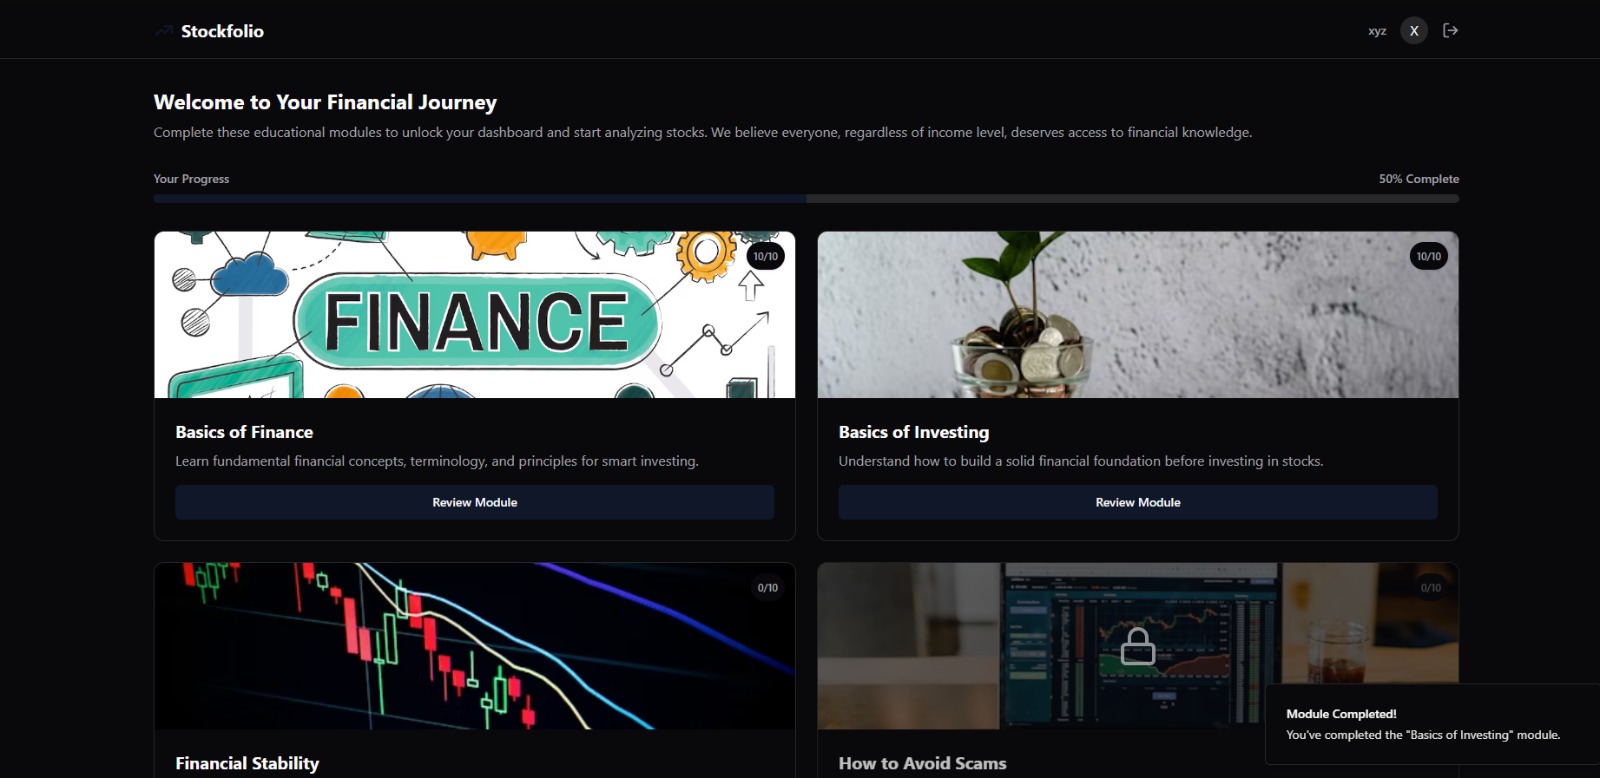 Stockfolio
xyz
X
Welcome to Your Financial Journey
Complete these educational modules to unlock your dashboard and start analyzing stocks. We believe everyone, regardless of income level, deserves access to financial knowledge.
Your Progress
50% Complete
10/10
FINANCE
10/10
Basics of Finance
Learn fundamental financial concepts, terminology, and principles for smart investing.
Review Module
Basics of Investing
Understand how to build a solid financial foundation before investing in stocks.
Review Module
0/10
0/10
Financial Stability
How to Avoid Scams
Module Completed!
You've completed the "Basics of Investing" module.